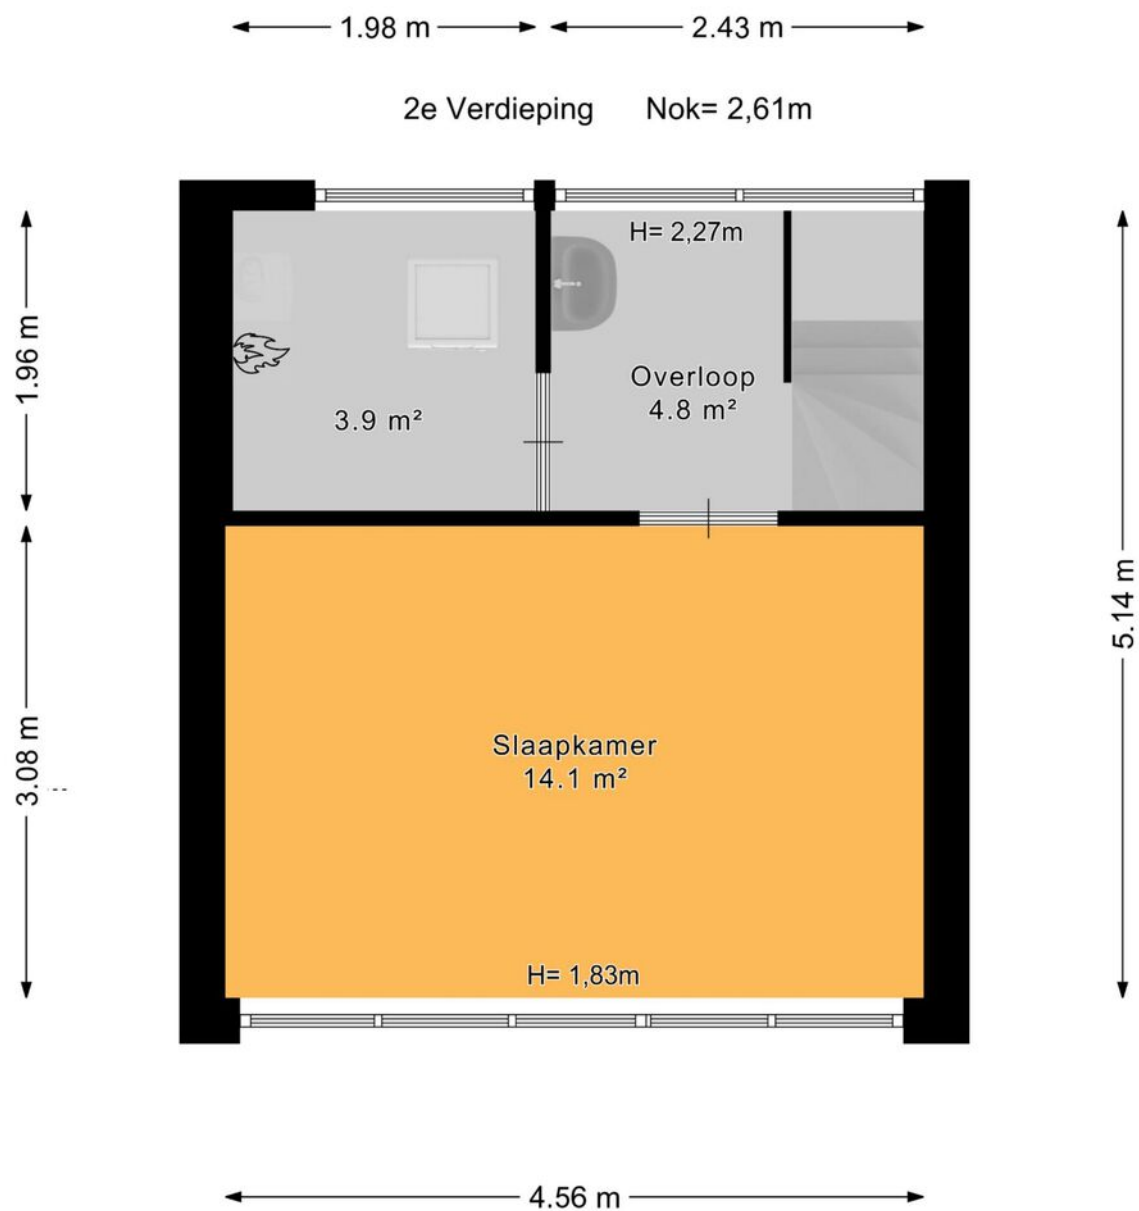 1.98 m
2.43 m
2e Verdieping Nok= 2,61m
H= 2,27m
1.96 m
Overloop
4.8 m²
3.9 m²
5.14 m
3.08 m
Slaapkamer
14.1 m²
H= 1,83m
4.56 m